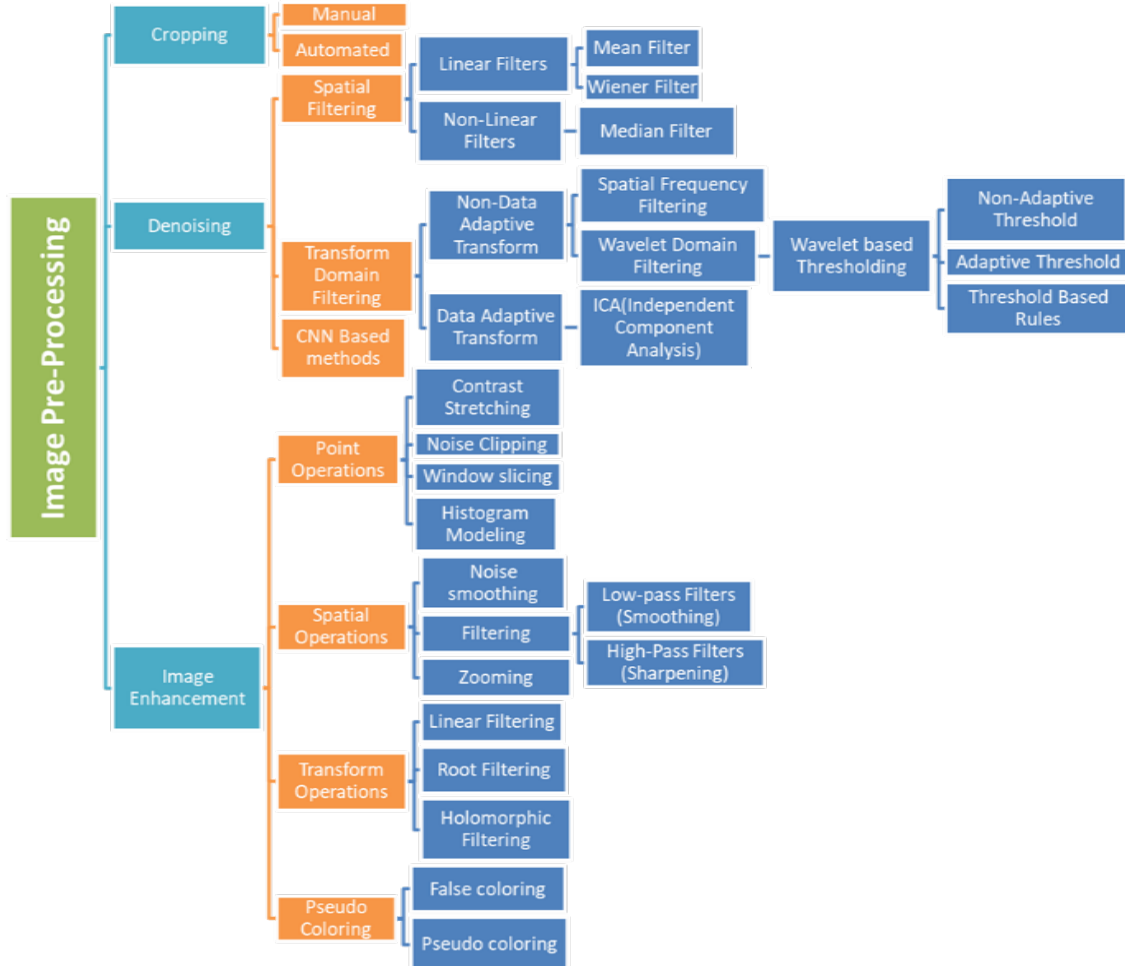 Image Pre-Processing
Cropping
Manual
Automated
Denoising
Spatial
Filtering
Linear Filters
Mean Filter
Wiener Filter
Non-Linear
Filters
Median Filter
Transform
Domain
Filtering
Non-Data
Adaptive
Transform
Spatial Frequency
Filtering
Wavelet Domain
Filtering
Wavelet based
Thresholding
Non-Adaptive
Threshold
Adaptive Threshold
Threshold Based
Rules
Data Adaptive
Transform
ICA(Independent
Component
Analysis)
CNN Based
methods
Image
Enhancement
Point
Operations
Contrast
Stretching
Noise Clipping
Window slicing
Histogram
Modeling
Spatial
Operations
Noise
smoothing
Filtering
Low-pass Filters
(Smoothing)
High-Pass Filters
(Sharpening)
Zooming
Transform
Operations
Linear Filtering
Root Filtering
Holomorphic
Filtering
Pseudo
Coloring
False coloring
Pseudo coloring